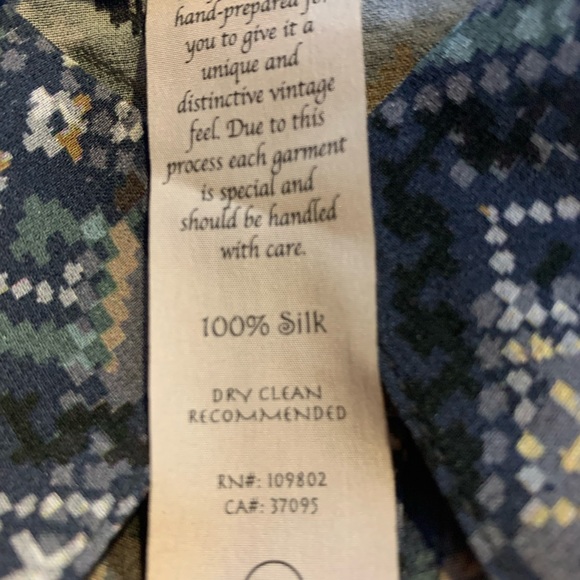 hand-prepared for
you to give it a
unique and
distinctive vintage
feel. Due to this
process each garment
is special and
should be handled
with care.
100% Silk
DRY CLEAN
RECOMMENDED
RN#: 109802
CA#: 37095